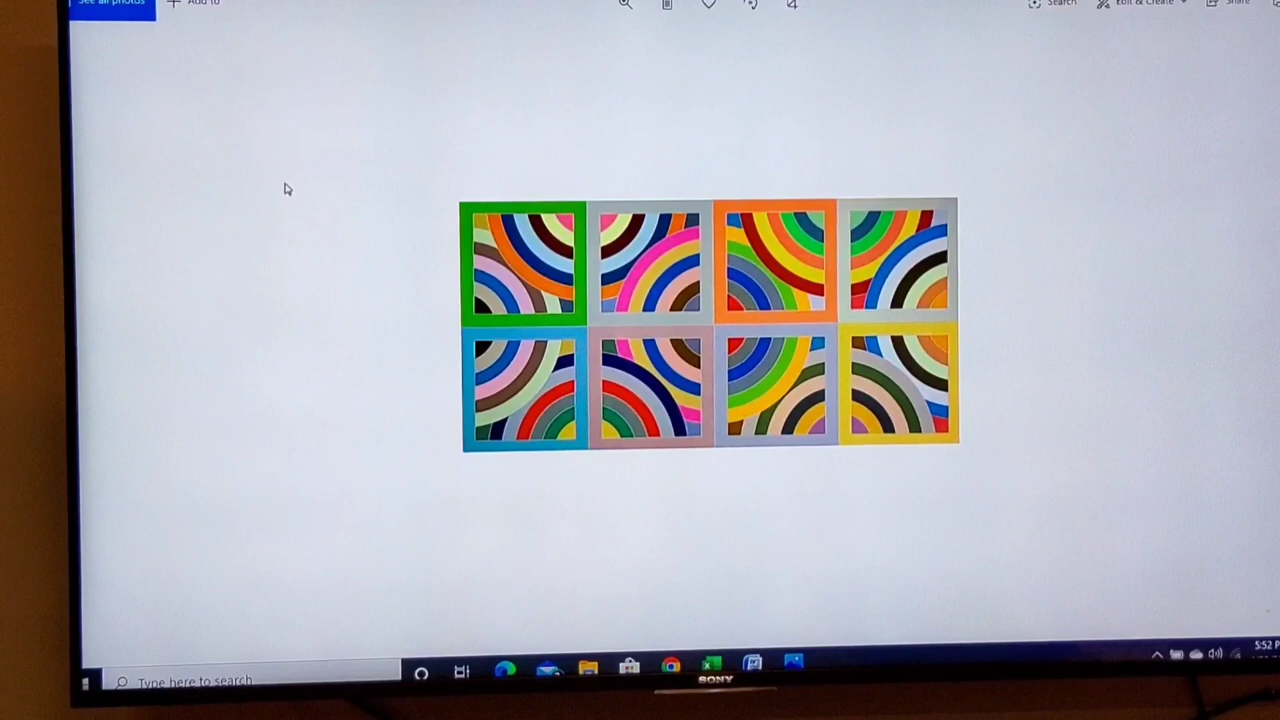 See all photos
Add to
Search
Edit & Create
Share
5:52 P
Type here to search
SONY